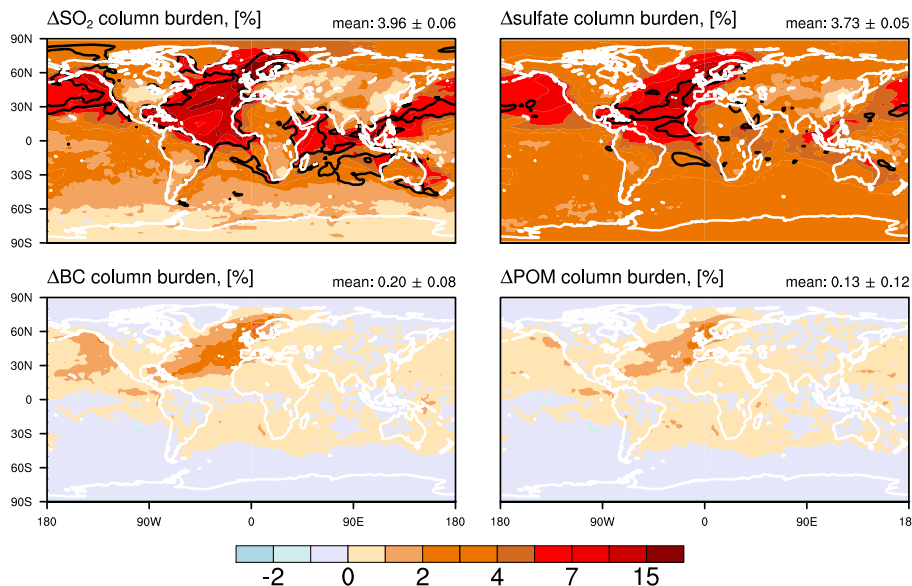 ΔSO₂ column burden, [%] mean: 3.96 ± 0.06
Δsulfate column burden, [%] mean: 3.73 ± 0.05
90N
60N
30N
0
30S
60S
90S
ΔBC column burden, [%] mean: 0.20 ± 0.08
ΔPOM column burden, [%] mean: 0.13 ± 0.12
90N
60N
30N
0
30S
60S
90S
180 90W 0 90E 180
90W 0 90E 18
-2 0 2 4 7 15